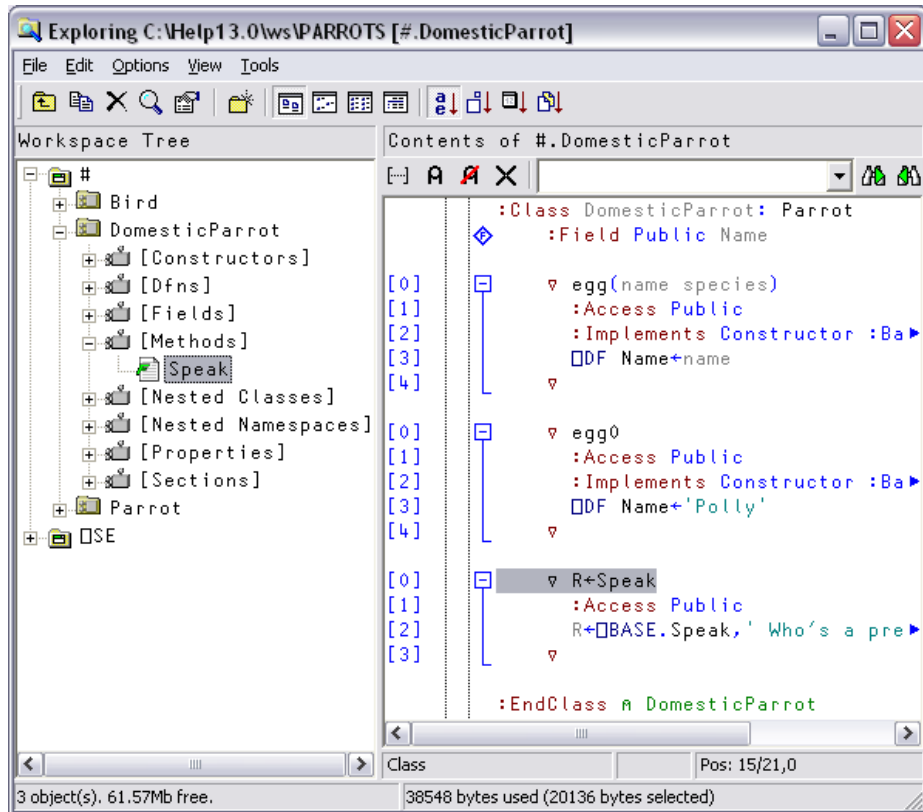 Exploring C:\Help13.0\ws\PARROTS [#.DomesticParrot]
File Edit Options View Tools
Workspace Tree
#
Bird
DomesticParrot
[Constructors]
[Dfns]
[Fields]
[Methods]
Speak
[Nested Classes]
[Nested Namespaces]
[Properties]
[Sections]
Parrot
⎕SE
Contents of #.DomesticParrot
:Class DomesticParrot: Parrot
:Field Public Name
[0] ∇ egg(name species)
[1] :Access Public
[2] :Implements Constructor :Ba
[3] ⎕DF Name←name
[4] ∇
[0] ∇ egg0
[1] :Access Public
[2] :Implements Constructor :Ba
[3] ⎕DF Name←'Polly'
[4] ∇
[0] ∇ R←Speak
[1] :Access Public
[2] R←⎕BASE.Speak,' Who's a pre
[3] ∇
:EndClass ⍝ DomesticParrot
Class Pos: 15/21,0
3 object(s). 61.57Mb free. 38548 bytes used (20136 bytes selected)